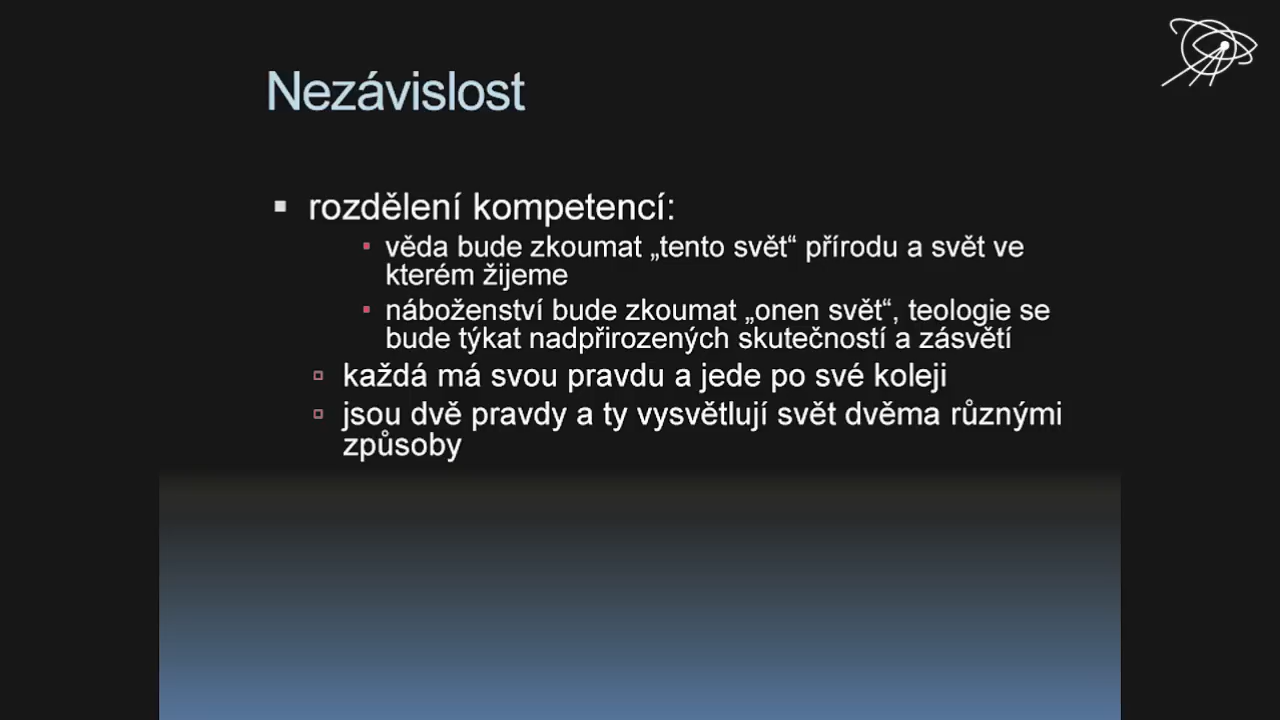 Nezávislost
rozdělení kompetencí:
věda bude zkoumat „tento svět“ přírodu a svět ve
kterém žijeme
náboženství bude zkoumat „onen svět“, teologie se
bude týkat nadpřirozených skutečností a zásvětí
každá má svou pravdu a jede po své koleji
jsou dvě pravdy a ty vysvětlují svět dvěma různými
způsoby